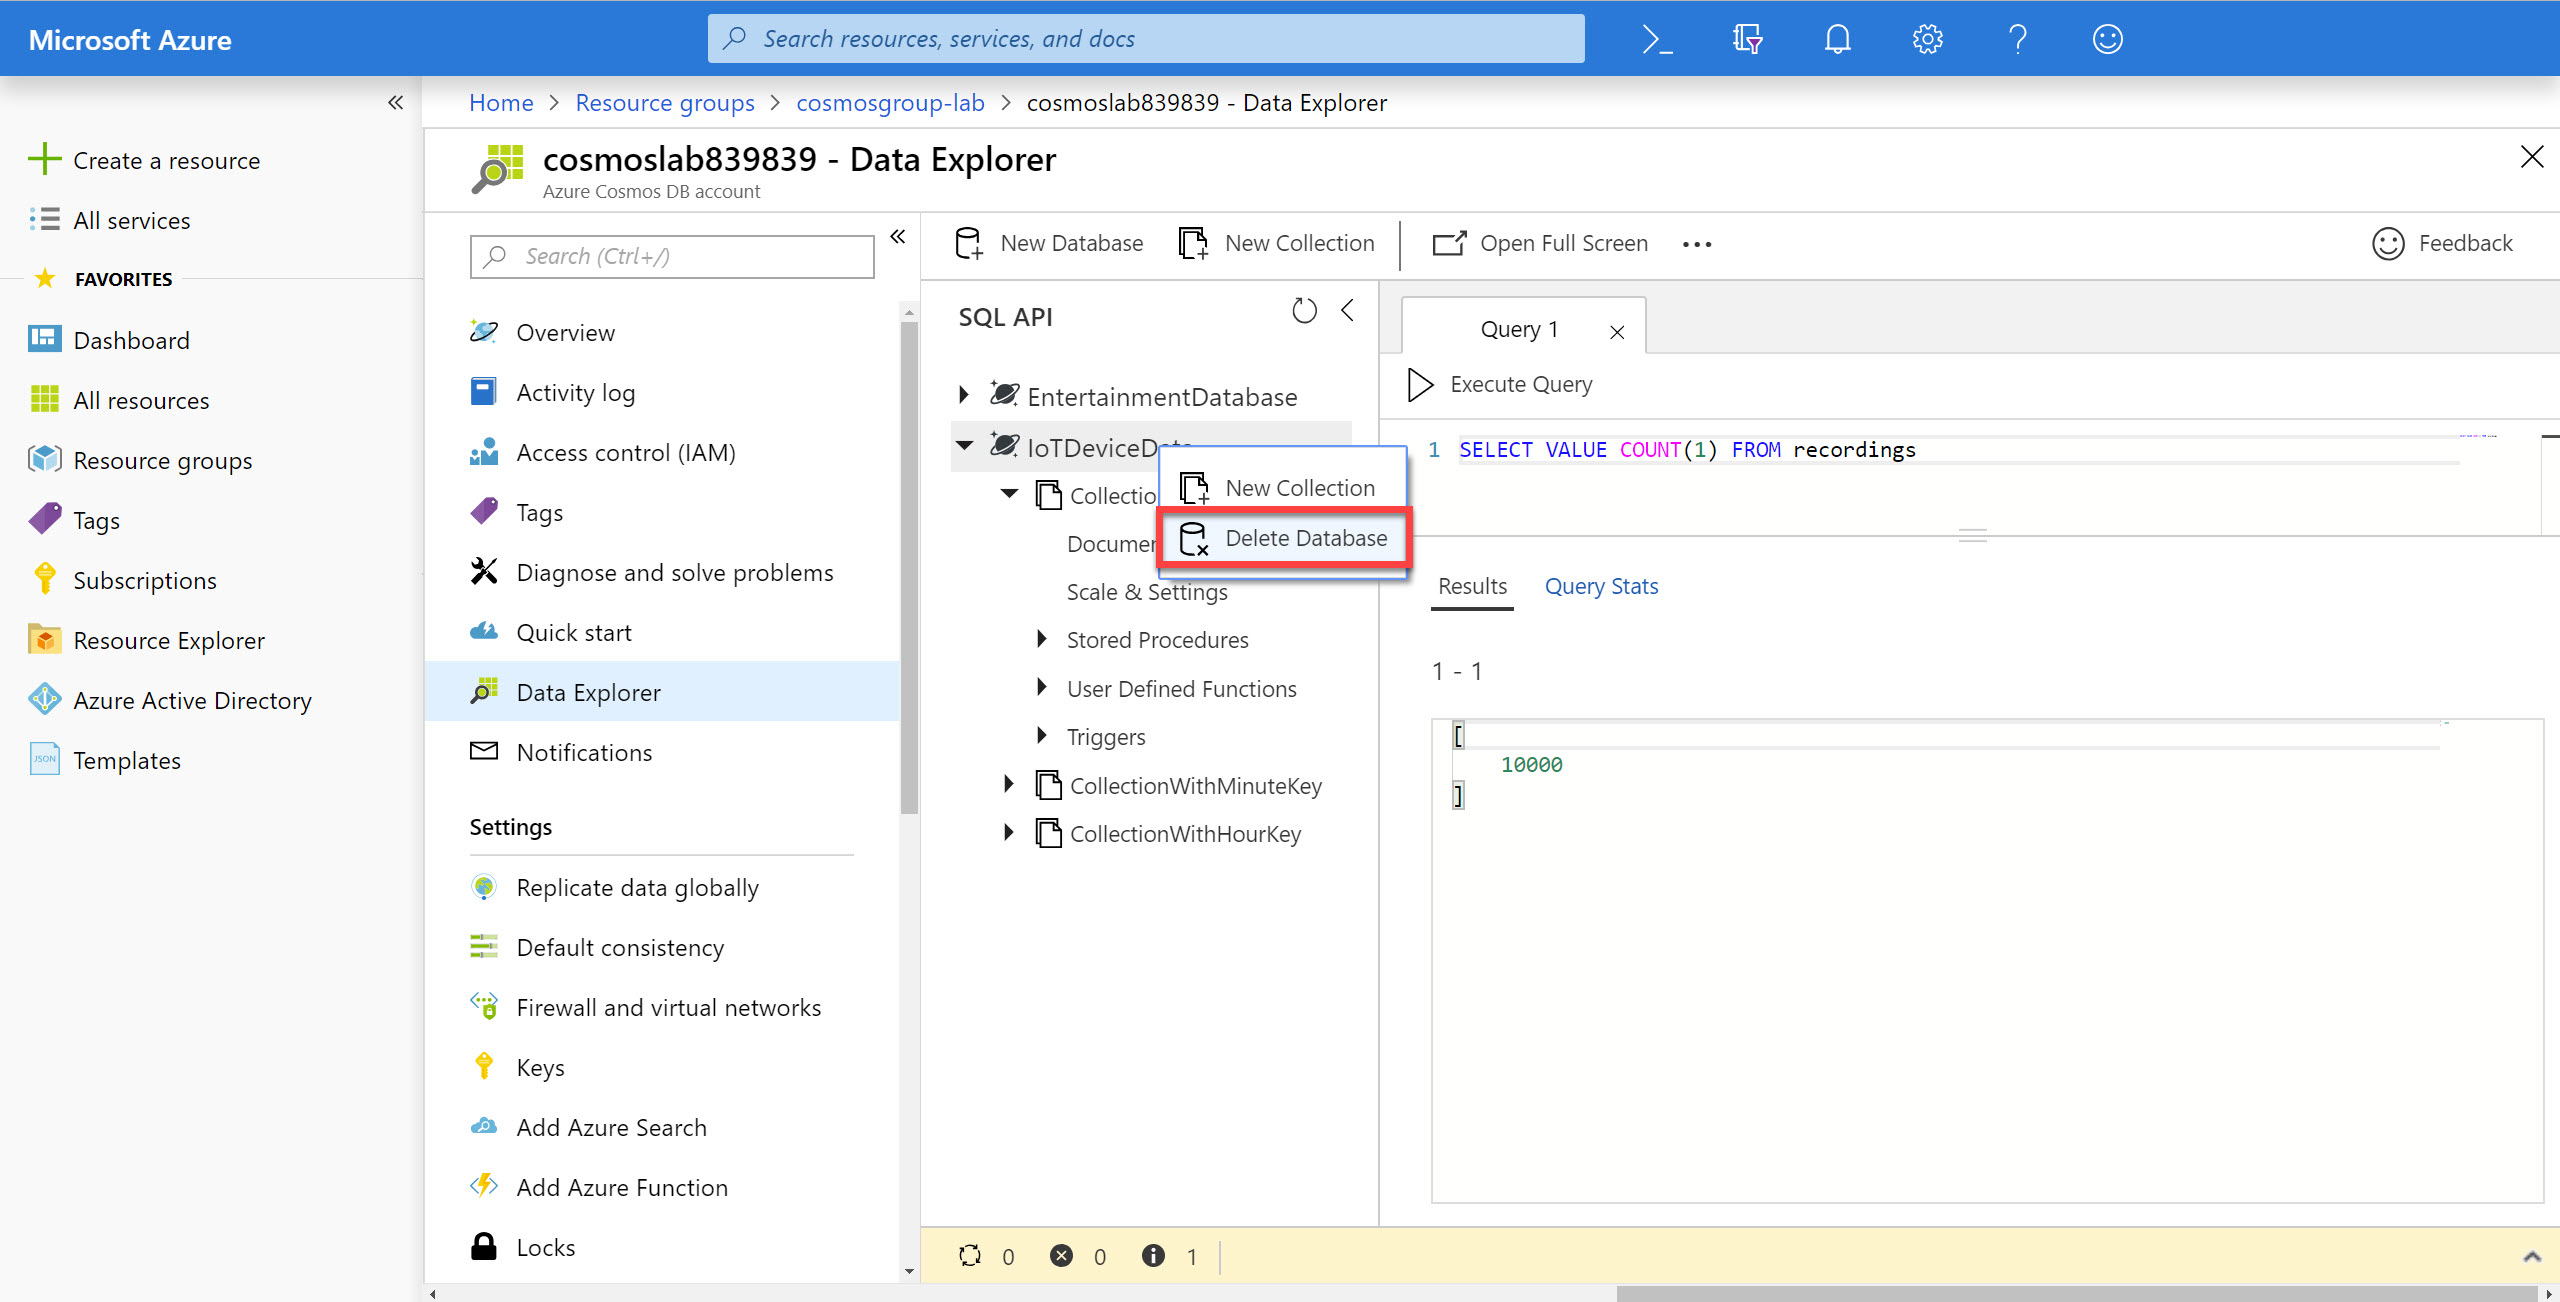 Microsoft Azure
Search resources, services, and docs
Home > Resource groups > cosmosgroup-lab > cosmoslab839839 - Data Explorer
Create a resource
All services
FAVORITES
Dashboard
All resources
Resource groups
Tags
Subscriptions
Resource Explorer
Azure Active Directory
JSON
Templates
cosmoslab839839 - Data Explorer
Azure Cosmos DB account
Search (Ctrl+/)
Overview
Activity log
Access control (IAM)
Tags
Diagnose and solve problems
Quick start
Data Explorer
Notifications
Settings
Replicate data globally
Default consistency
Firewall and virtual networks
Keys
Add Azure Search
Add Azure Function
Locks
New Database
New Collection
Open Full Screen
Feedback
SQL API
EntertainmentDatabase
IoTDeviceData
Collectio
Documen
Scale & Settings
Stored Procedures
User Defined Functions
Triggers
CollectionWithMinuteKey
CollectionWithHourKey
New Collection
Delete Database
Query 1
Execute Query
1 SELECT VALUE COUNT(1) FROM recordings
Results Query Stats
1 - 1
[
10000
]
0 0 1